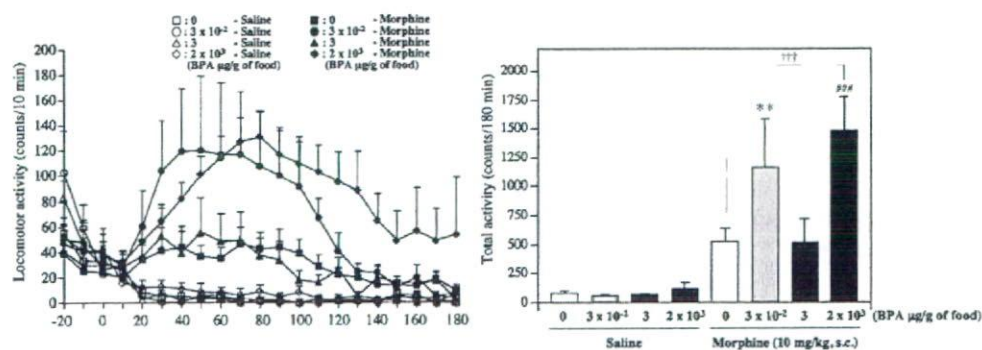 □ : 0 - Saline
○ : 3 x 10⁻² - Saline
△ : 3 - Saline
◇ : 2 x 10³ - Saline
(BPA µg/g of food)
■ : 0 - Morphine
● : 3 x 10⁻² - Morphine
▲ : 3 - Morphine
◆ : 2 x 10³ - Morphine
(BPA µg/g of food)
Locomotor activity (counts/10 min)
200
180
160
140
120
100
80
60
40
20
0
-20 0 20 40 60 80 100 120 140 160 180
Total activity (counts/180 min)
2000
1750
1500
1250
1000
750
500
250
0
†††
**
###
0 3 x 10⁻¹ 3 2 x 10³ 0 3 x 10⁻² 3 2 x 10³ (BPA µg/g of food)
Saline Morphine (10 mg/kg, s.c.)